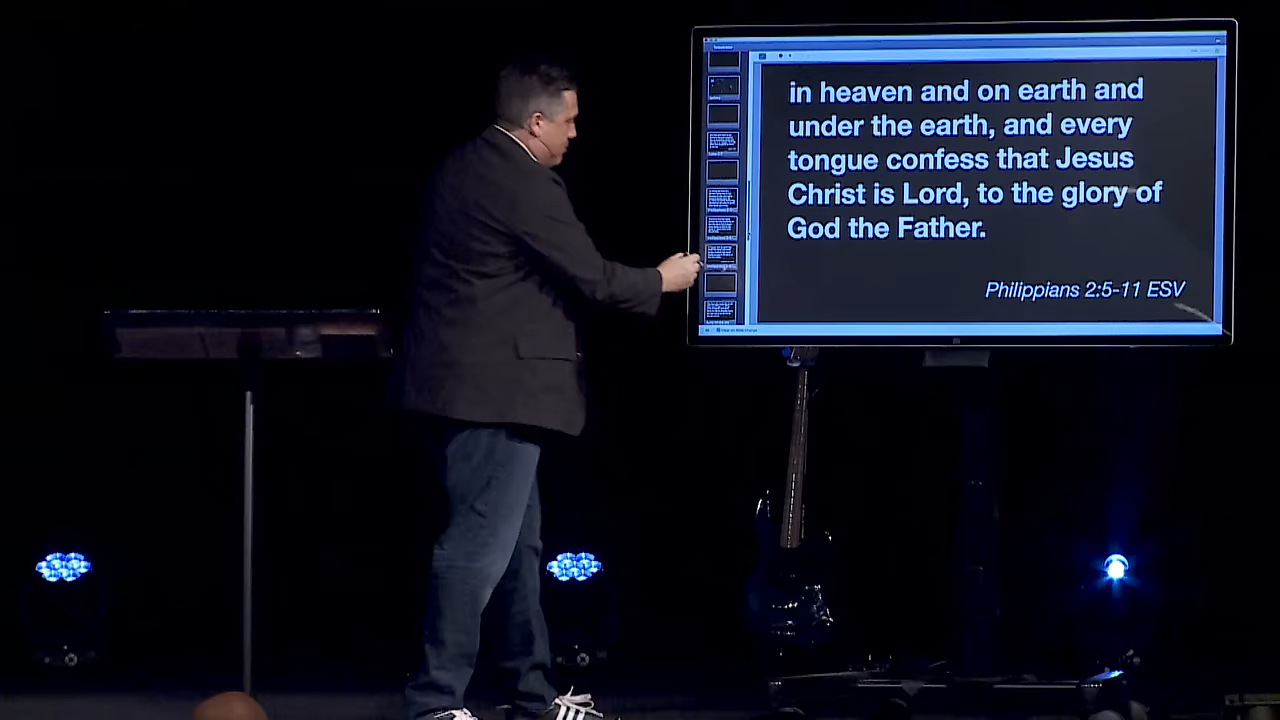 in heaven and on earth and
under the earth, and every
tongue confess that Jesus
Christ is Lord, to the glory of
God the Father.
Philippians 2:5-11 ESV